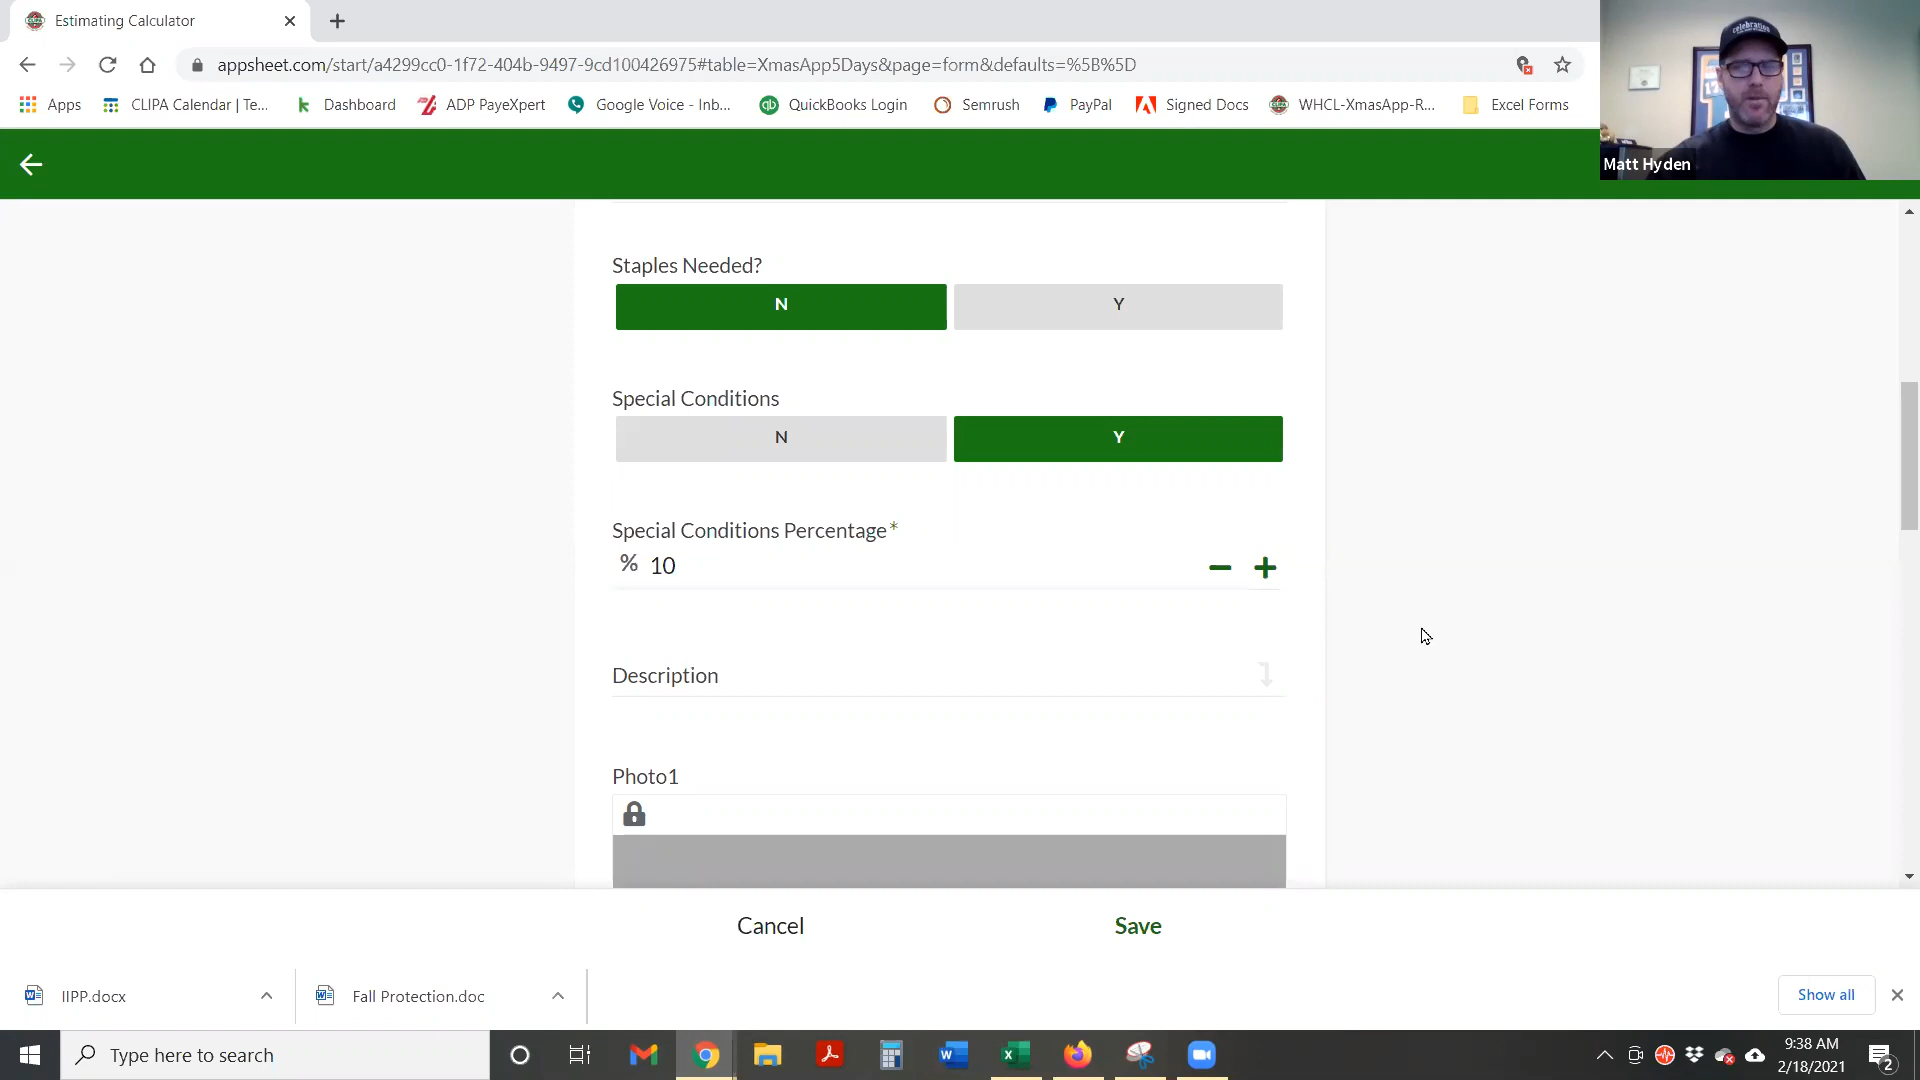 Estimating Calculator
appsheet.com/start/a4299cc0-1f72-404b-9497-9cd100426975#table=XmasApp5Days&page=form&defaults=%5B%5D
Apps CLIPA Calendar | Te... Dashboard ADP PayeXpert Google Voice - Inb... QuickBooks Login Semrush PayPal Signed Docs WHCL-XmasApp-R... Excel Forms
celebration
Matt Hyden
Staples Needed?
N Y
Special Conditions
N Y
Special Conditions Percentage*
% 10
Description
Photo1
Cancel Save
IIPP.docx Fall Protection.doc Show all
Type here to search
9:38 AM
2/18/2021
2